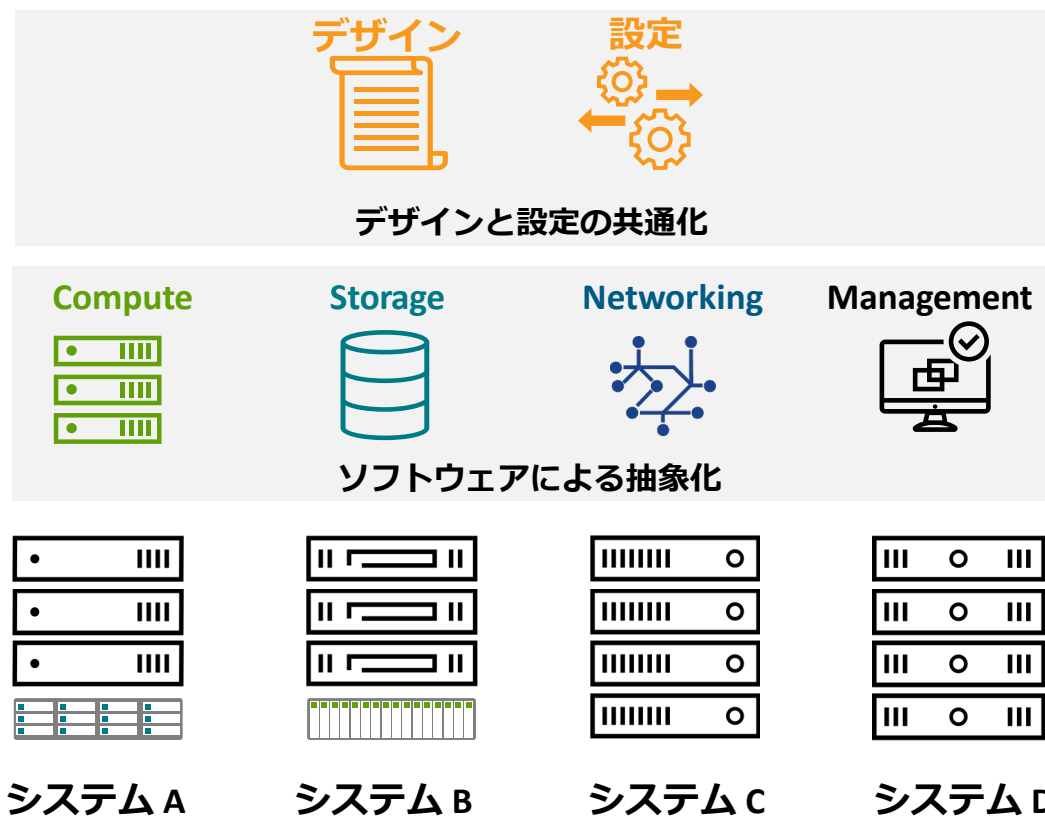 デザイン 設定
デザインと設定の共通化
Compute Storage Networking Management
ソフトウェアによる抽象化
システム A システム B システム C システム D